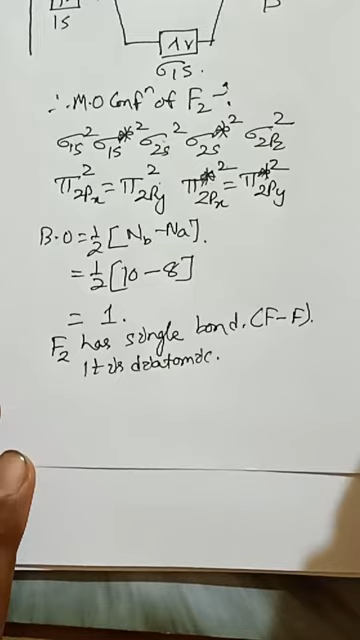 1s
1v
σ1s.
∴ M.O Confⁿ of F₂ →
σ1s² σ*1s² σ2s² σ*2s² σ2Pz²
π2Px² = π2Py² π*2Px² = π*2Py²
B.O = ½ [Nb - Na].
= ½ [10 - 8]
= 1.
F₂ has single bond. (F-F).
It is diatomic.